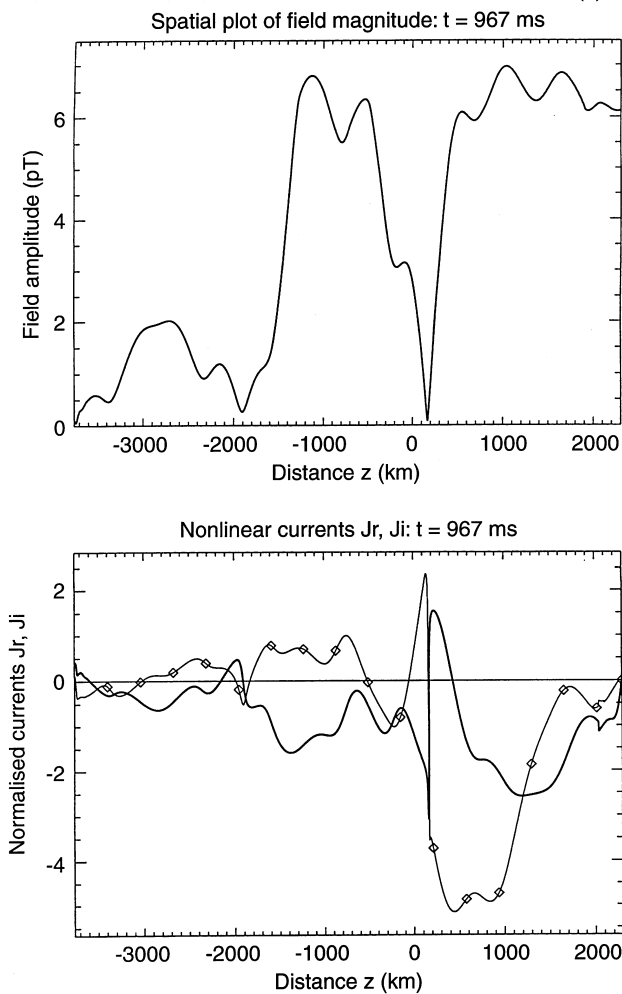 Spatial plot of field magnitude: t = 967 ms
Field amplitude (pT)
6
4
2
0
-3000 -2000 -1000 0 1000 2000
Distance z (km)
Nonlinear currents Jr, Ji: t = 967 ms
Normalised currents Jr, Ji
2
0
-2
-4
-3000 -2000 -1000 0 1000 2000
Distance z (km)